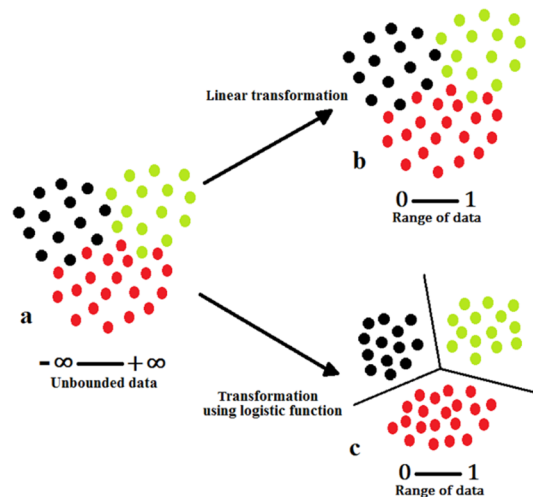 Linear transformation
b
0 1
Range of data
a
- ∞ + ∞
Unbounded data
Transformation
using logistic function
c
0 1
Range of data